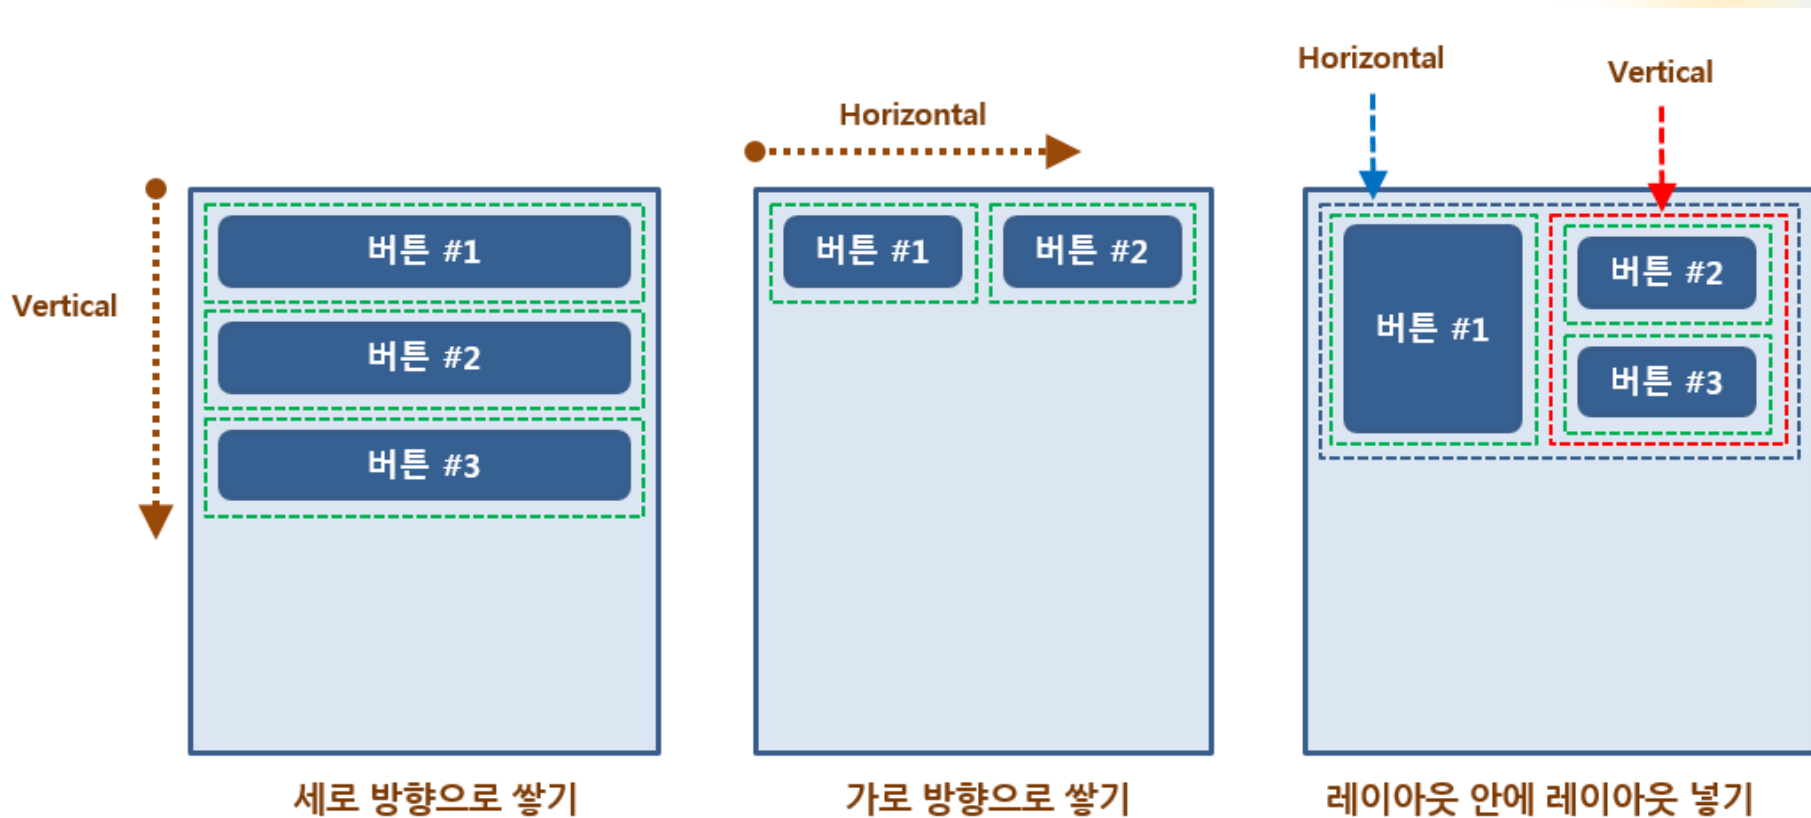 Vertical
버튼 #1
버튼 #2
버튼 #3
세로 방향으로 쌓기
Horizontal
버튼 #1
버튼 #2
가로 방향으로 쌓기
Horizontal
Vertical
버튼 #1
버튼 #2
버튼 #3
레이아웃 안에 레이아웃 넣기